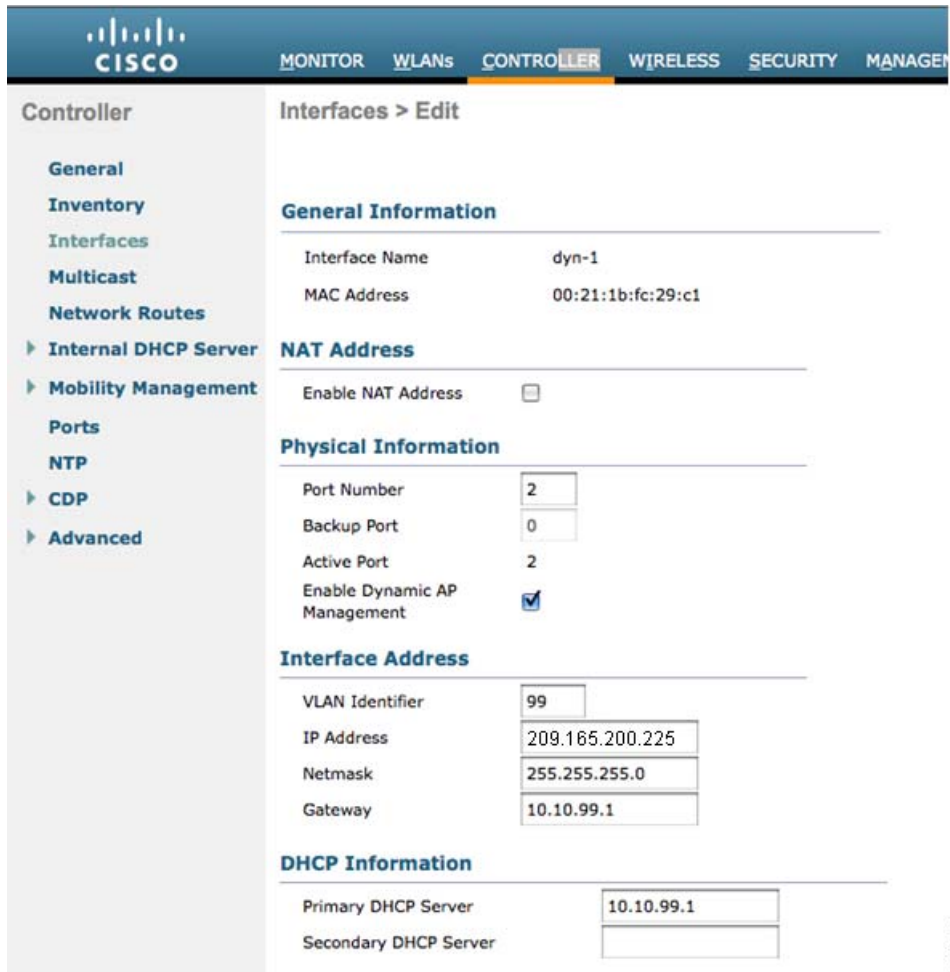 CISCO
MONITOR WLANs CONTROLLER WIRELESS SECURITY MANAGEM
Controller
General
Inventory
Interfaces
Multicast
Network Routes
Internal DHCP Server
Mobility Management
Ports
NTP
CDP
Advanced
Interfaces > Edit
General Information
Interface Name dyn-1
MAC Address 00:21:1b:fc:29:c1
NAT Address
Enable NAT Address
Physical Information
Port Number 2
Backup Port 0
Active Port 2
Enable Dynamic AP
Management
Interface Address
VLAN Identifier 99
IP Address 209.165.200.225
Netmask 255.255.255.0
Gateway 10.10.99.1
DHCP Information
Primary DHCP Server 10.10.99.1
Secondary DHCP Server